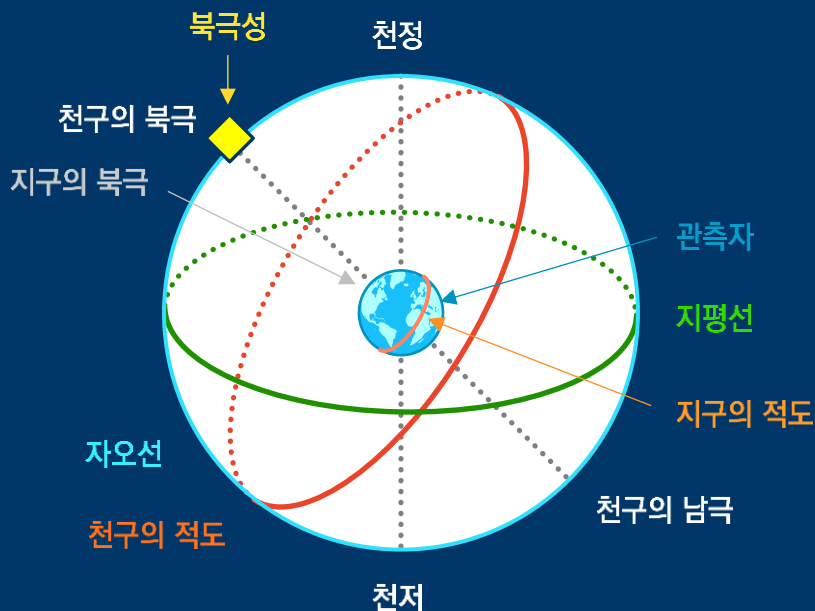 북극성
천정
천구의 북극
지구의 북극
관측자
지평선
지구의 적도
자오선
천구의 남극
천구의 적도
천저